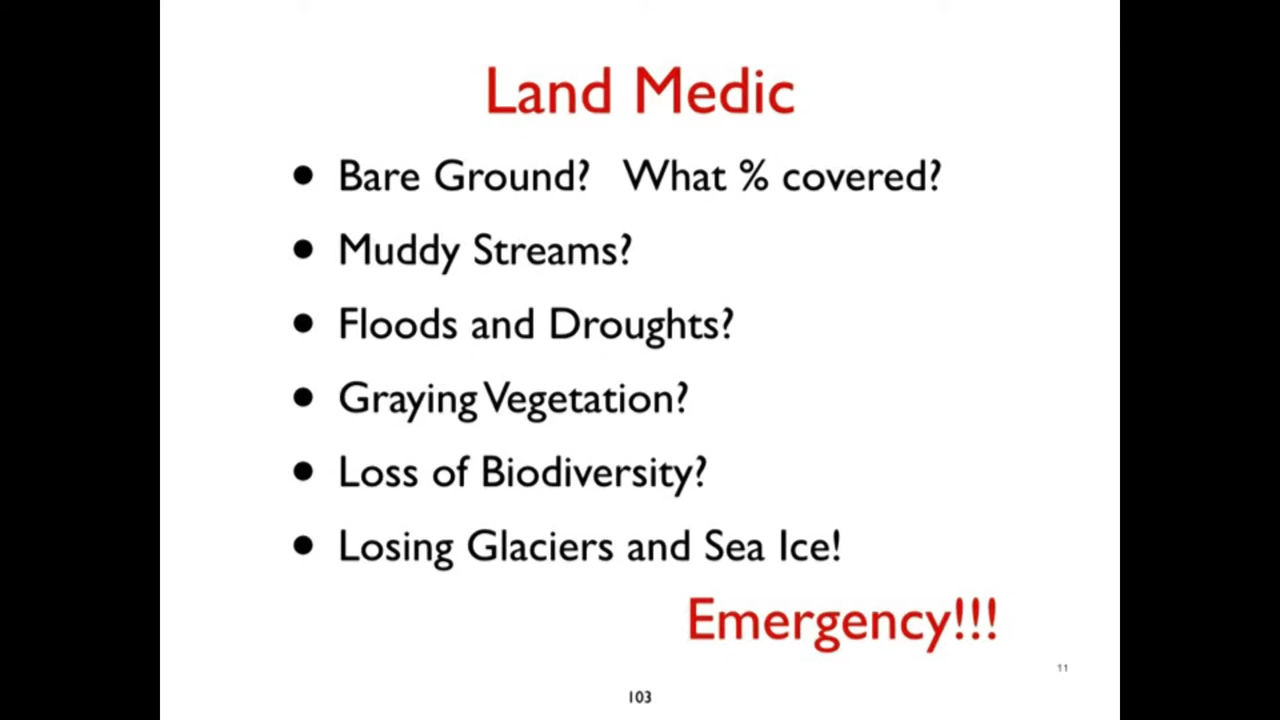 Land Medic
• Bare Ground? What % covered?
• Muddy Streams?
• Floods and Droughts?
• Graying Vegetation?
• Loss of Biodiversity?
• Losing Glaciers and Sea Ice!
Emergency!!!
11
103